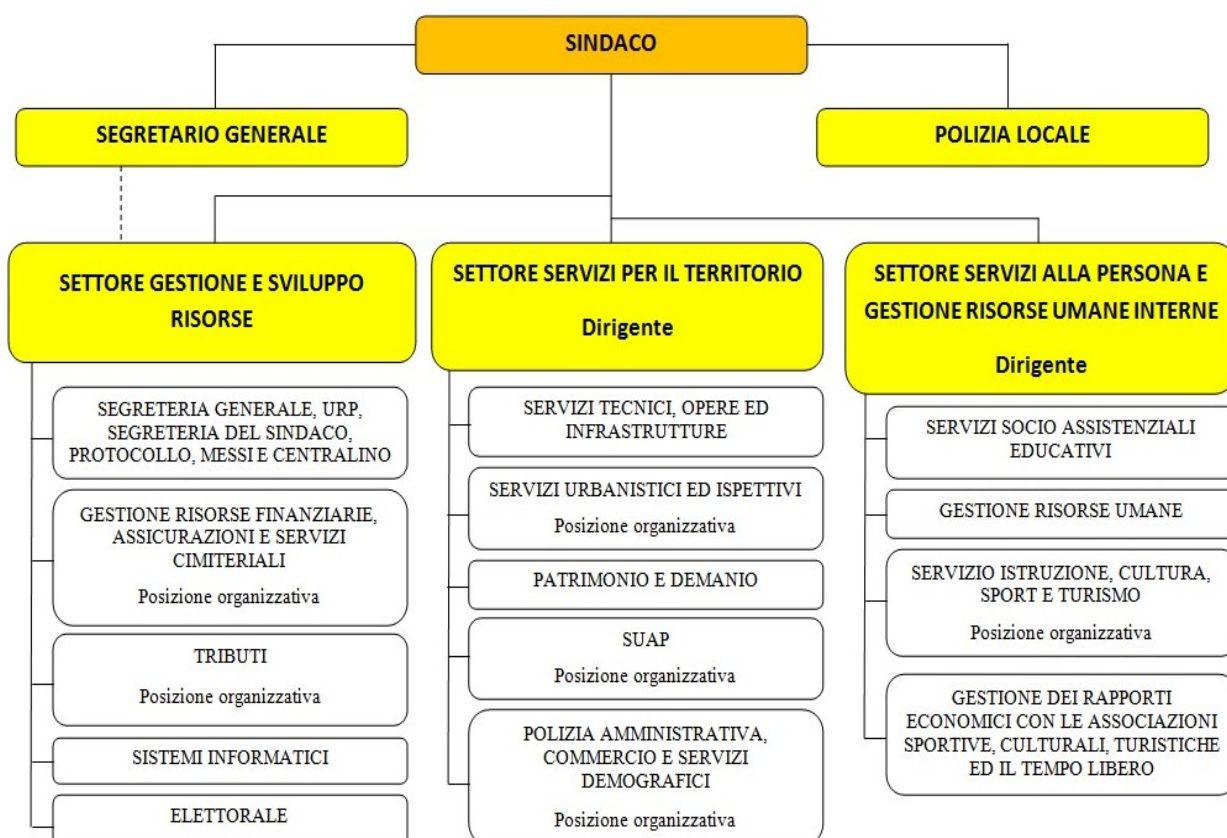 SINDACO
SEGRETARIO GENERALE
POLIZIA LOCALE
SETTORE GESTIONE E SVILUPPO
RISORSE
SEGRETERIA GENERALE, URP,
SEGRETERIA DEL SINDACO,
PROTOCOLLO, MESSI E CENTRALINO
GESTIONE RISORSE FINANZIARIE,
ASSICURAZIONI E SERVIZI
CIMITERIALI
Posizione organizzativa
TRIBUTI
Posizione organizzativa
SISTEMI INFORMATICI
ELETTORALE
SETTORE SERVIZI PER IL TERRITORIO
Dirigente
SERVIZI TECNICI, OPERE ED
INFRASTRUTTURE
SERVIZI URBANISTICI ED ISPETTIVI
Posizione organizzativa
PATRIMONIO E DEMANIO
SUAP
Posizione organizzativa
POLIZIA AMMINISTRATIVA,
COMMERCIO E SERVIZI
DEMOGRAFICI
Posizione organizzativa
SETTORE SERVIZI ALLA PERSONA E
GESTIONE RISORSE UMANE INTERNE
Dirigente
SERVIZI SOCIO ASSISTENZIALI
EDUCATIVI
GESTIONE RISORSE UMANE
SERVIZIO ISTRUZIONE, CULTURA,
SPORT E TURISMO
Posizione organizzativa
GESTIONE DEI RAPPORTI
ECONOMICI CON LE ASSOCIAZIONI
SPORTIVE, CULTURALI, TURISTICHE
ED IL TEMPO LIBERO